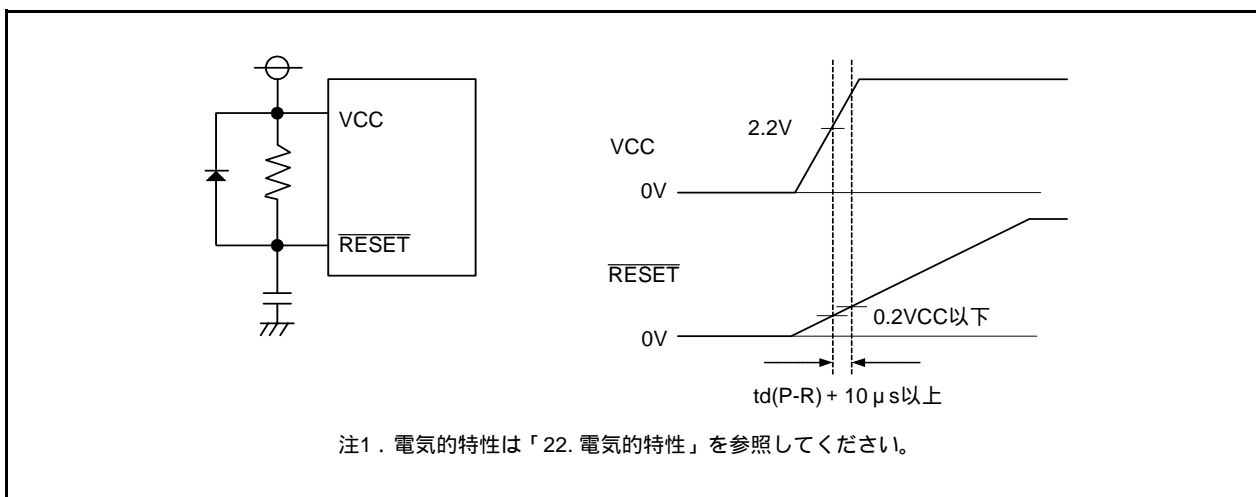 VCC
RESET
2.2V
VCC
0V
RESET
0.2VCC以下
0V
td(P-R) + 10 μ s以上
注1 . 電気的特性は「22. 電気的特性」を参照してください。